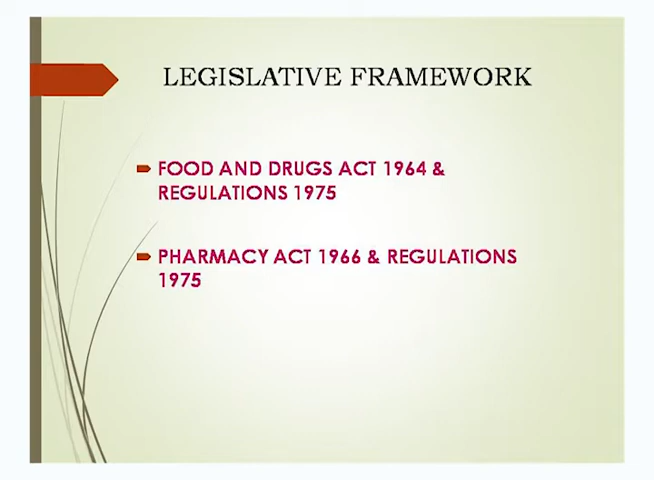 LEGISLATIVE FRAMEWORK
FOOD AND DRUGS ACT 1964 &
REGULATIONS 1975
PHARMACY ACT 1966 & REGULATIONS
1975